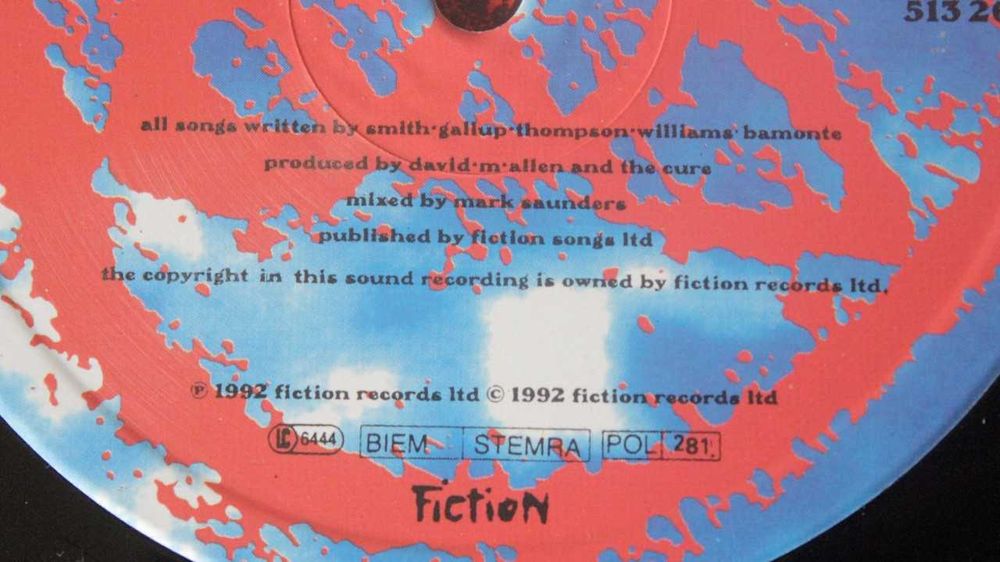 513 2
all songs written by smith·gallup·thompson·williams·bamonte
produced by david·m·allen and the cure
mixed by mark saunders
published by fiction songs ltd
the copyright in this sound recording is owned by fiction records ltd.
℗ 1992 fiction records ltd © 1992 fiction records ltd
LC 6444 BIEM STEMRA POL 281
Fiction